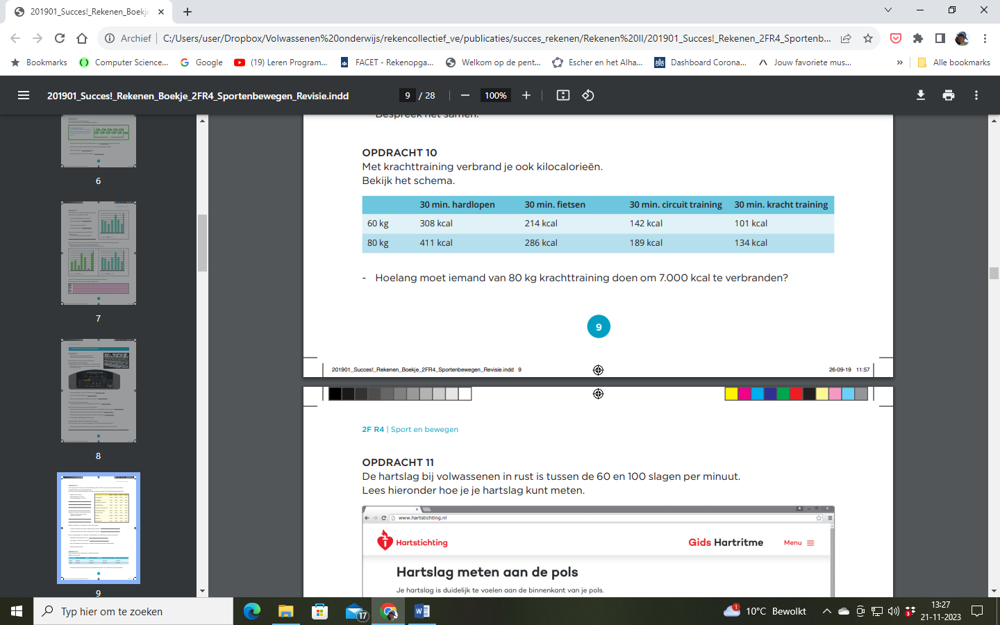 201901_Succes!_Rekenen_Boekje
Archief
C:/Users/user/Dropbox/Volwassenen%20onderwijs/rekencollectief_ve/publicaties/succes_rekenen/Rekenen%20II/201901_Succes!_Rekenen_2FR4_Sportenb...
Bookmarks
Computer Science...
Google
(19) Leren Program...
FACET - Rekenopga...
Welkom op de pent...
Escher en het Alha...
Dashboard Corona...
Jouw favoriete mus...
»
Alle bookmarks
201901_Succes!_Rekenen_Boekje_2FR4_Sportenbewegen_Revisie.indd
9 / 28
100%
6
7
8
9
Bespreek het samen.
OPDRACHT 10
Met krachttraining verbrand je ook kilocalorieën.
Bekijk het schema.
30 min. hardlopen 30 min. fietsen 30 min. circuit training 30 min. kracht training
60 kg 308 kcal 214 kcal 142 kcal 101 kcal
80 kg 411 kcal 286 kcal 189 kcal 134 kcal
- Hoelang moet iemand van 80 kg krachttraining doen om 7.000 kcal te verbranden?
9
201901_Succes!_Rekenen_Boekje_2FR4_Sportenbewegen_Revisie.indd 9
26-09-19 11:57
2F R4 | Sport en bewegen
OPDRACHT 11
De hartslag bij volwassenen in rust is tussen de 60 en 100 slagen per minuut.
Lees hieronder hoe je je hartslag kunt meten.
www.hartstichting.nl
Hartstichting
Gids Hartritme
Menu
Hartslag meten aan de pols
Je hartslag is duidelijk te voelen aan de binnenkant van je pols.
Typ hier om te zoeken
17
1
10°C Bewolkt
3
13:27
21-11-2023